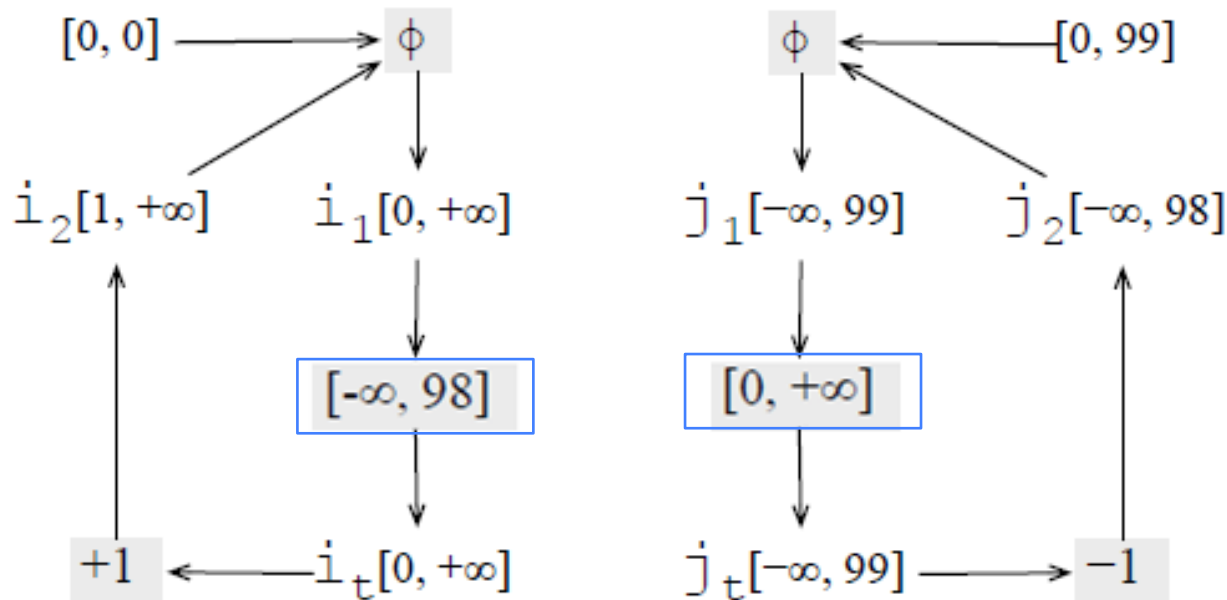 [0, 0] ϕ ϕ [0, 99]
i₂[1, +∞] i₁[0, +∞] j₁[−∞, 99] j₂[−∞, 98]
[-∞, 98] [0, +∞]
+1 iₜ[0, +∞] jₜ[−∞, 99] −1